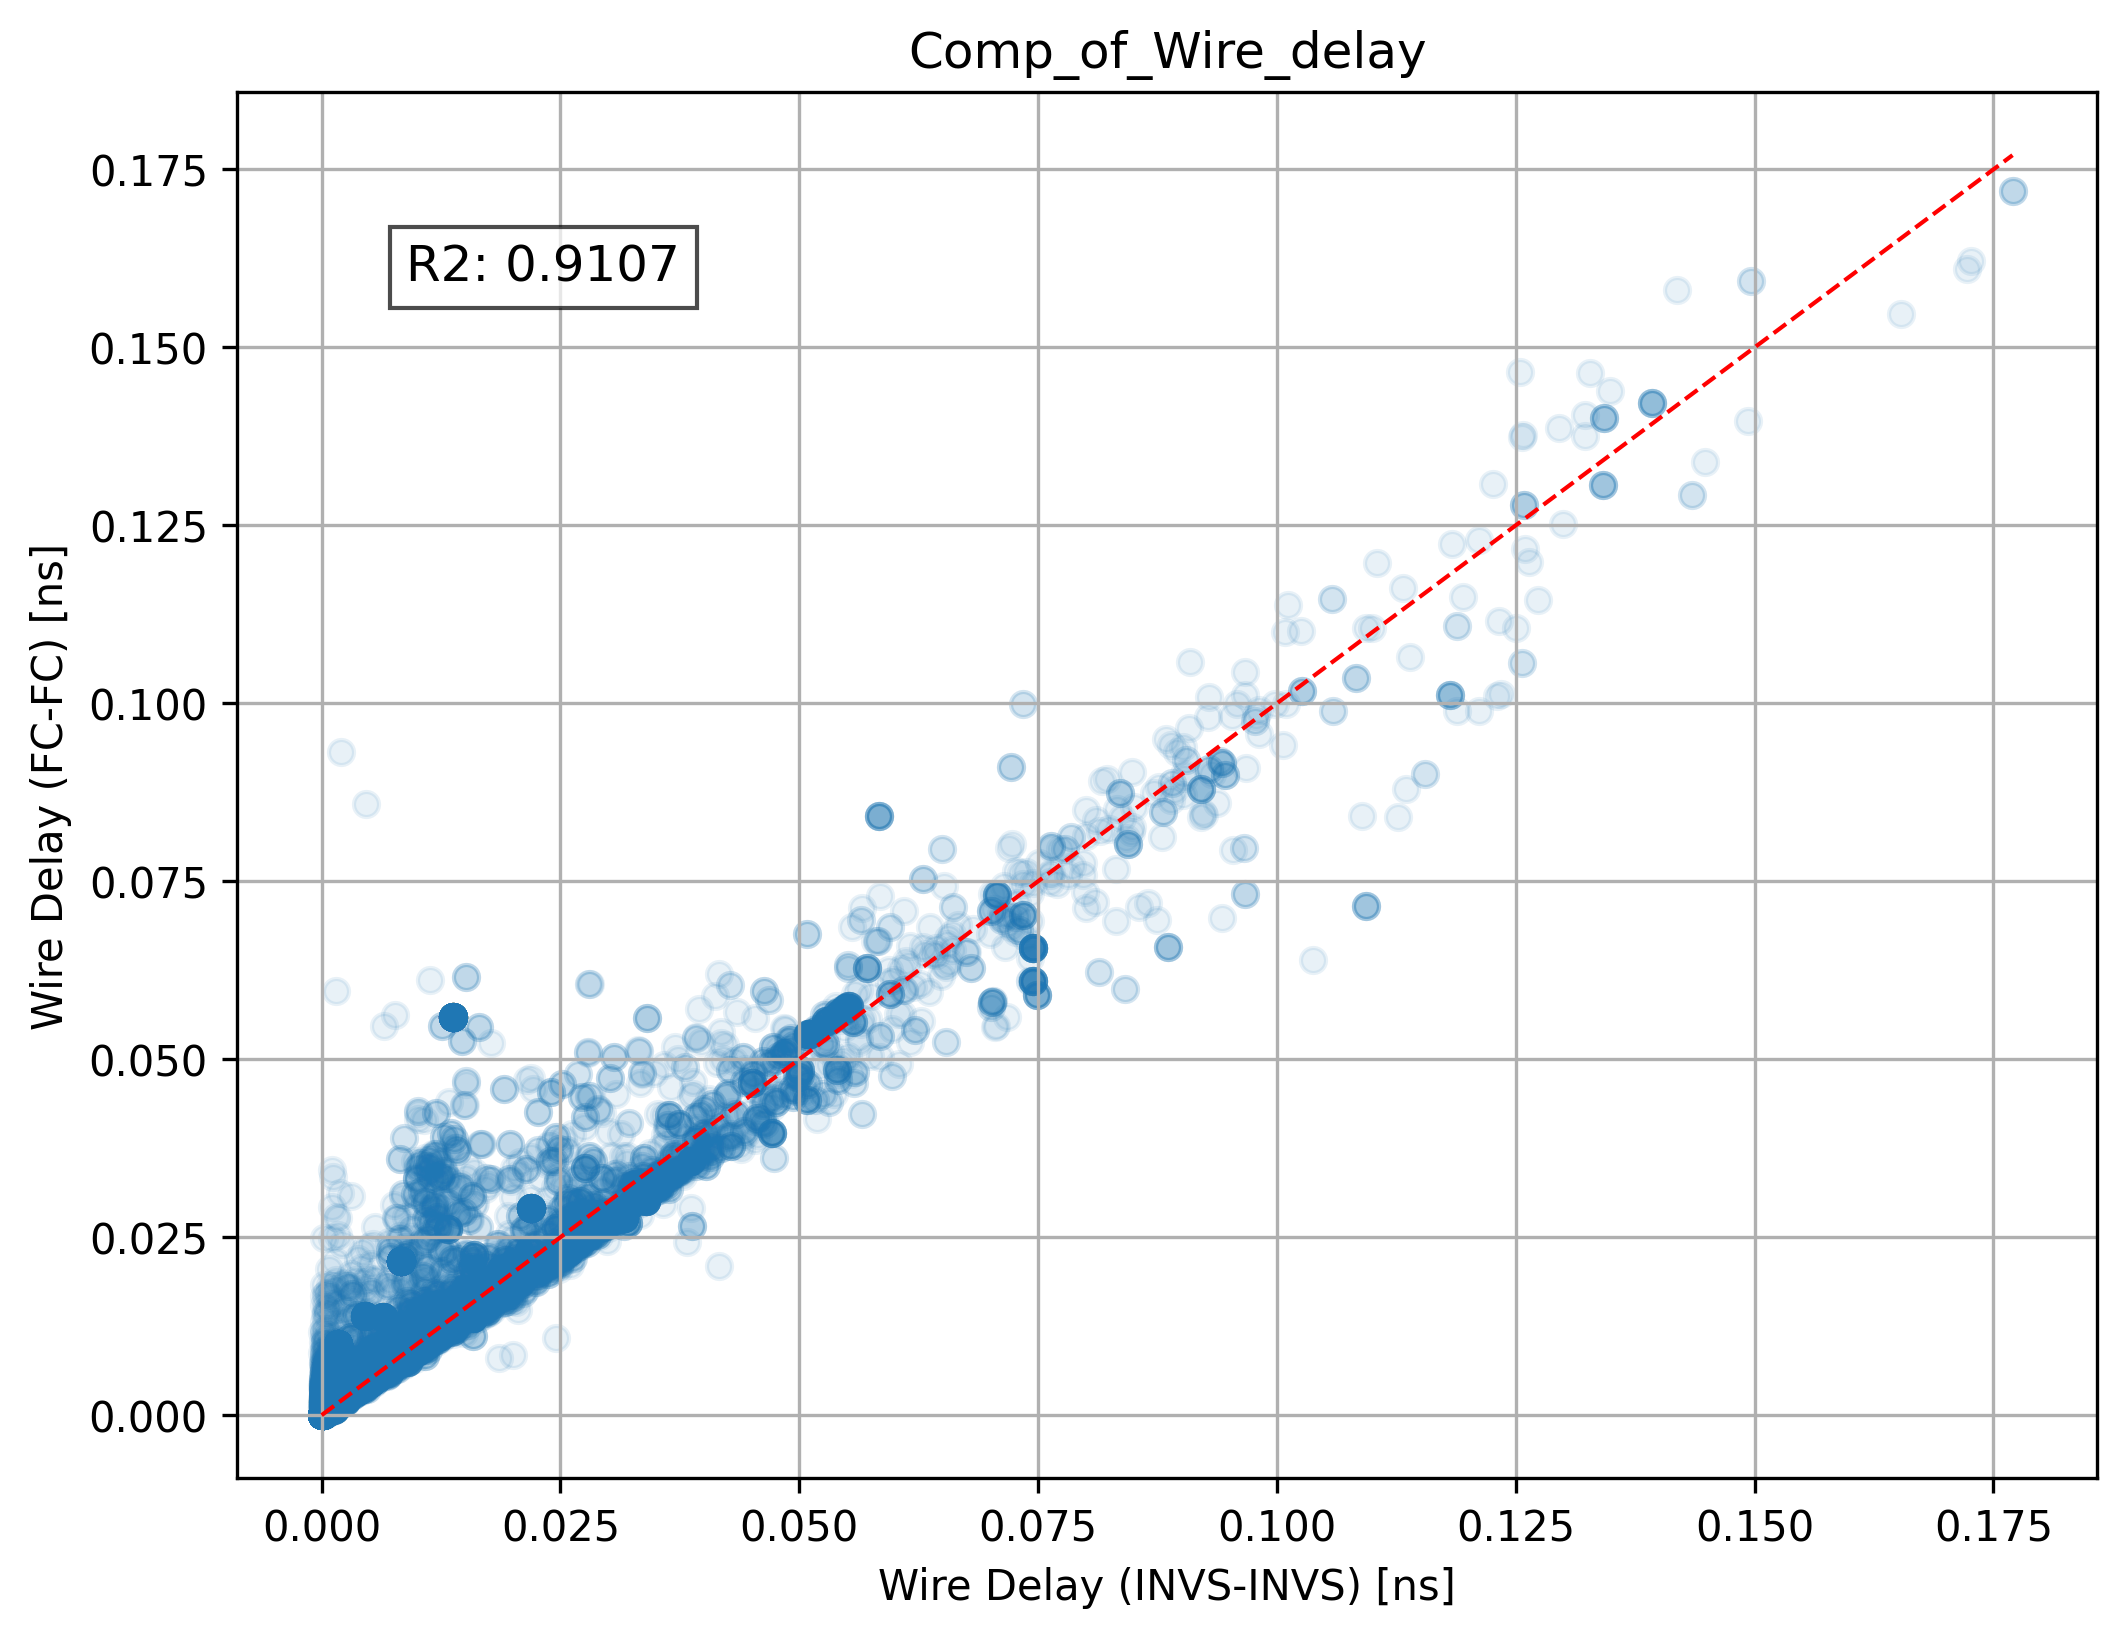 Comp_of_Wire_delay
R2: 0.9107
Wire Delay (FC-FC) [ns]
0.175
0.150
0.125
0.100
0.075
0.050
0.025
0.000
0.000 0.025 0.050 0.075 0.100 0.125 0.150 0.175
Wire Delay (INVS-INVS) [ns]